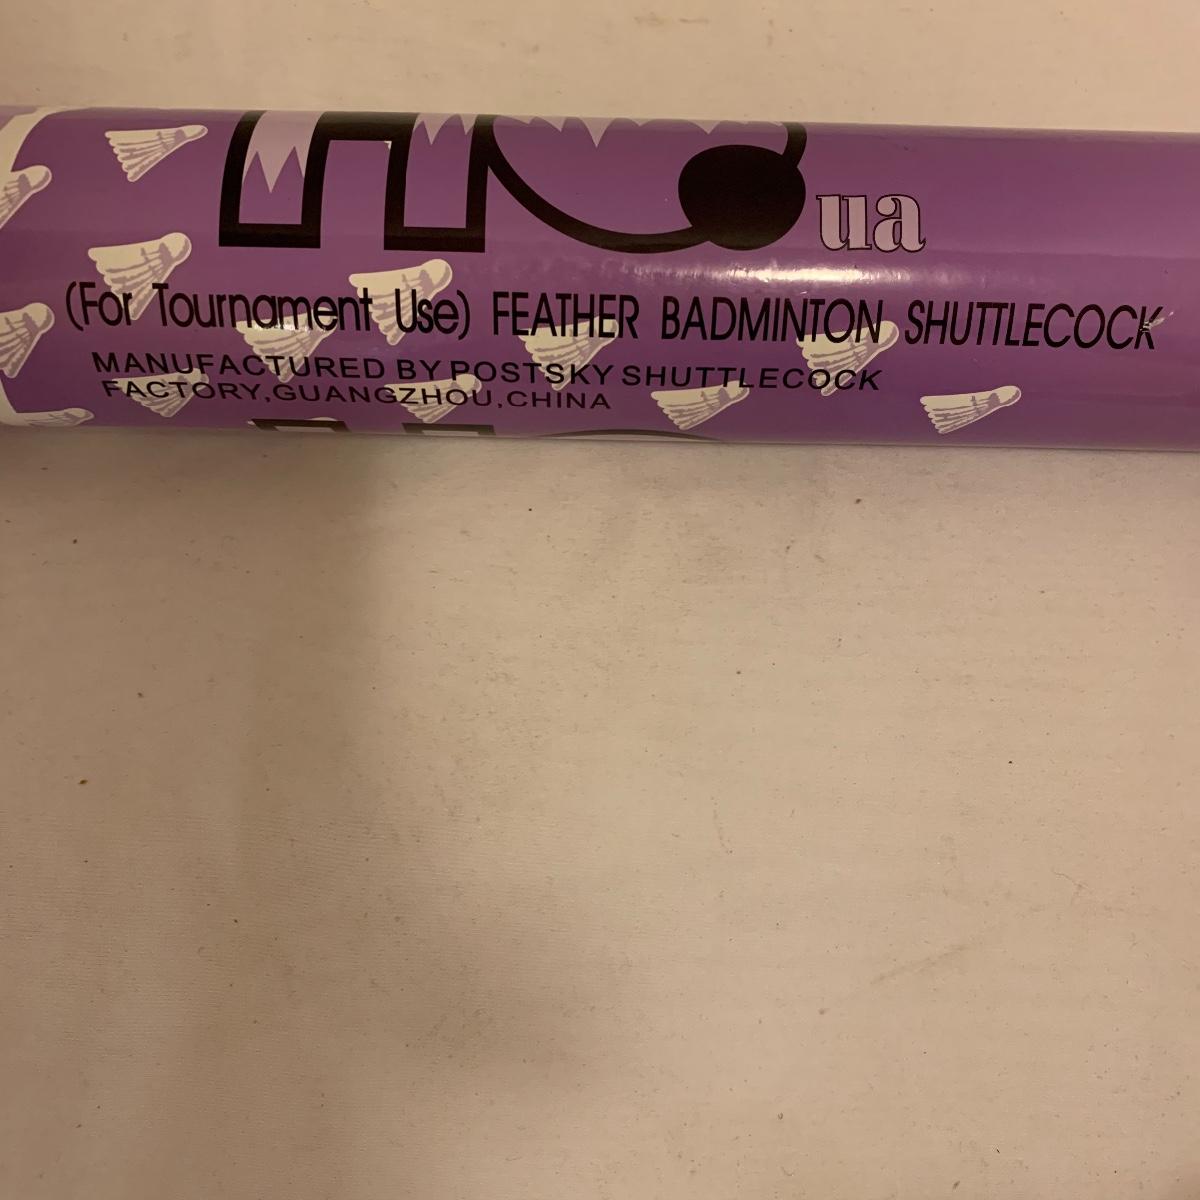 ua
(For Tournament Use) FEATHER BADMINTON SHUTTLECOCK
MANUFACTURED BY POSTSKY SHUTTLECOCK
FACTORY,GUANGZHOU,CHINA